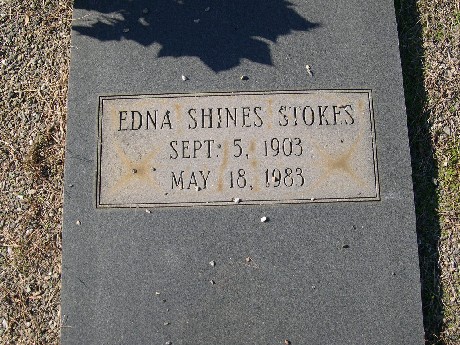 EDNA SHINES STOKES
SEPT. 5, 1903
MAY 18, 1983